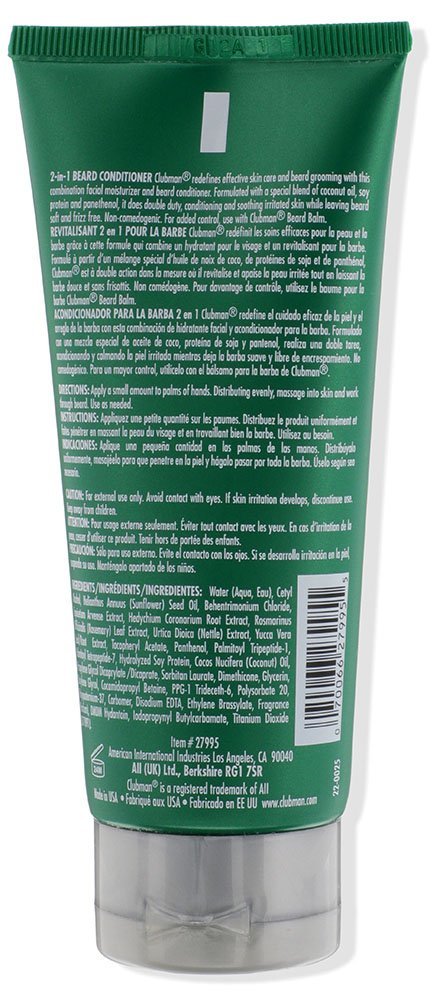 2-in-1 BEARD CONDITIONER Clubman® redefines effective skin care and beard grooming with this
combination facial moisturizer and beard conditioner. Formulated with a special blend of coconut oil, soy
protein and panethenol, it does double duty, conditioning and soothing irritated skin while leaving beard
soft and frizz free. Non-comedogenic. For added control, use with Clubman® Beard Balm.
REVITALISANT 2 en 1 POUR LA BARBE Clubman® redéfinit les soins efficaces pour la peau et la
barbe grâce à cette formule qui combine un hydratant pour le visage et un revitalisant pour la barbe.
Formulé à partir d'un mélange spécial d'huile de noix de coco, de protéines de soja et de panthénol,
Clubman® est à double action dans la mesure où il revitalise et apaise la peau irritée tout en laissant la
barbe douce et sans frisottis. Non comédogène. Pour davantage de contrôle, utilisez le baume pour la
barbe Clubman® Beard Balm.
ACONDICIONADOR PARA LA BARBA 2 en 1 Clubman® redefine el cuidado eficaz de la piel y el
arreglo de la barba con esta combinación de hidratante facial y acondicionador para la barba. Formulado
con una mezcla especial de aceite de coco, proteína de soja y pantenol, realiza una doble tarea,
acondicionando y calmando la piel irritada mientras deja la barba suave y libre de encrespamiento. No
comedogénico. Para un mayor control, utilícelo con el bálsamo para la barba de Clubman®
DIRECTIONS: Apply a small amount to palms of hands. Distributing evenly, massage into skin and work
through beard. Use as needed.
INSTRUCTIONS: Appliquez une petite quantité sur les paumes. Distribuez le produit uniformément et
faites pénétrer en massant la peau du visage et en travaillant bien la barbe. Utilisez au besoin.
INDICACIONES: Aplique una pequeña cantidad en las palmas de las manos. Distribúyala
uniformemente, masajéela para que penetre en la piel y hágala pasar por toda la barba. Úselo según sea
necesario.
CAUTION: For external use only. Avoid contact with eyes. If skin irritation develops, discontinue use.
Keep away from children.
ATTENTION: Pour usage externe seulement. Éviter tout contact avec les yeux. En cas d'irritation de la
peau, cesser d'utiliser ce produit. Tenir hors de portée des enfants.
PRECAUCIÓN: Sólo para uso externo. Evite el contacto con los ojos. Si se desarrolla irritación en la piel,
suspenda su uso. Manténgalo apartado de los niños.
INGREDIENTS/INGRÉDIENTS/INGREDIENTES: Water (Aqua, Eau), Cetyl
Alcohol, Helianthus Annuus (Sunflower) Seed Oil, Behentrimonium Chloride,
Arvense Extract, Hedychium Coronarium Root Extract, Rosmarinus
(Rosemary) Leaf Extract, Urtica Dioica (Nettle) Extract, Yucca Vera
Root Extract, Tocopheryl Acetate, Panthenol, Palmitoyl Tripeptide-1,
Tetrapeptide-7, Hydrolyzed Soy Protein, Cocos Nucifera (Coconut) Oil,
Glycol Dicaprylate/Dicaprate, Sorbitan Laurate, Dimethicone, Glycerin,
Glycol, Cocamidopropyl Betaine, PPG-1 Trideceth-6, Polysorbate 20,
Carbomer, Disodium EDTA, Ethylene Brassylate, Fragrance
DMDM Hydantoin, Iodopropynyl Butylcarbamate, Titanium Dioxide
24M
0 70066 27995 5
Item # 27995
American International Industries Los Angeles, CA 90040
AII (UK) Ltd., Berkshire RG1 7SR
Clubman® is a registered trademark of AII
Made in USA • Fabriqué aux USA • Fabricado en EE UU www.clubman.com
22-0025